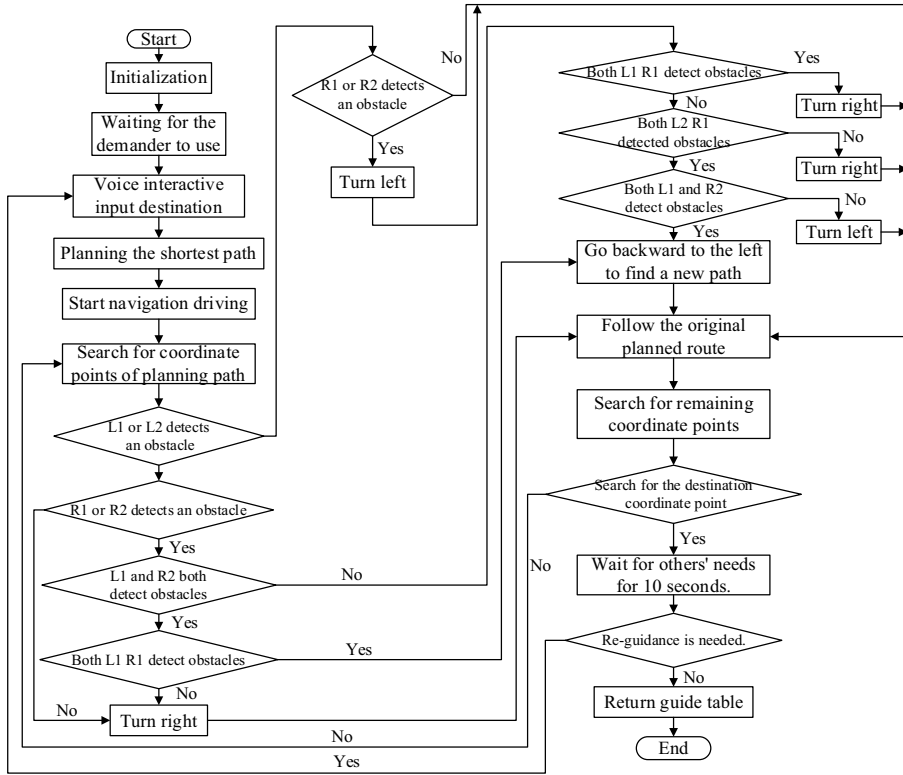 Start
Initialization
Waiting for the
demander to use
Voice interactive
input destination
Planning the shortest path
Start navigation driving
Search for coordinate
points of planning path
L1 or L2 detects
an obstacle
R1 or R2 detects an obstacle
Yes
L1 and R2 both
detect obstacles
No
Yes
Both L1 R1 detect obstacles
Yes
No
No
Turn right
No
Yes
R1 or R2 detects
an obstacle
No
Yes
Turn left
Both L1 R1 detect obstacles
Yes
Turn right
No
Both L2 R1
detected obstacles
No
Turn right
Yes
Both L1 and R2
detect obstacles
No
Turn left
Yes
Go backward to the left
to find a new path
Follow the original
planned route
Search for remaining
coordinate points
Search for the destination
coordinate point
No
Yes
Wait for others' needs
for 10 seconds.
Re-guidance is needed.
No
Return guide table
End